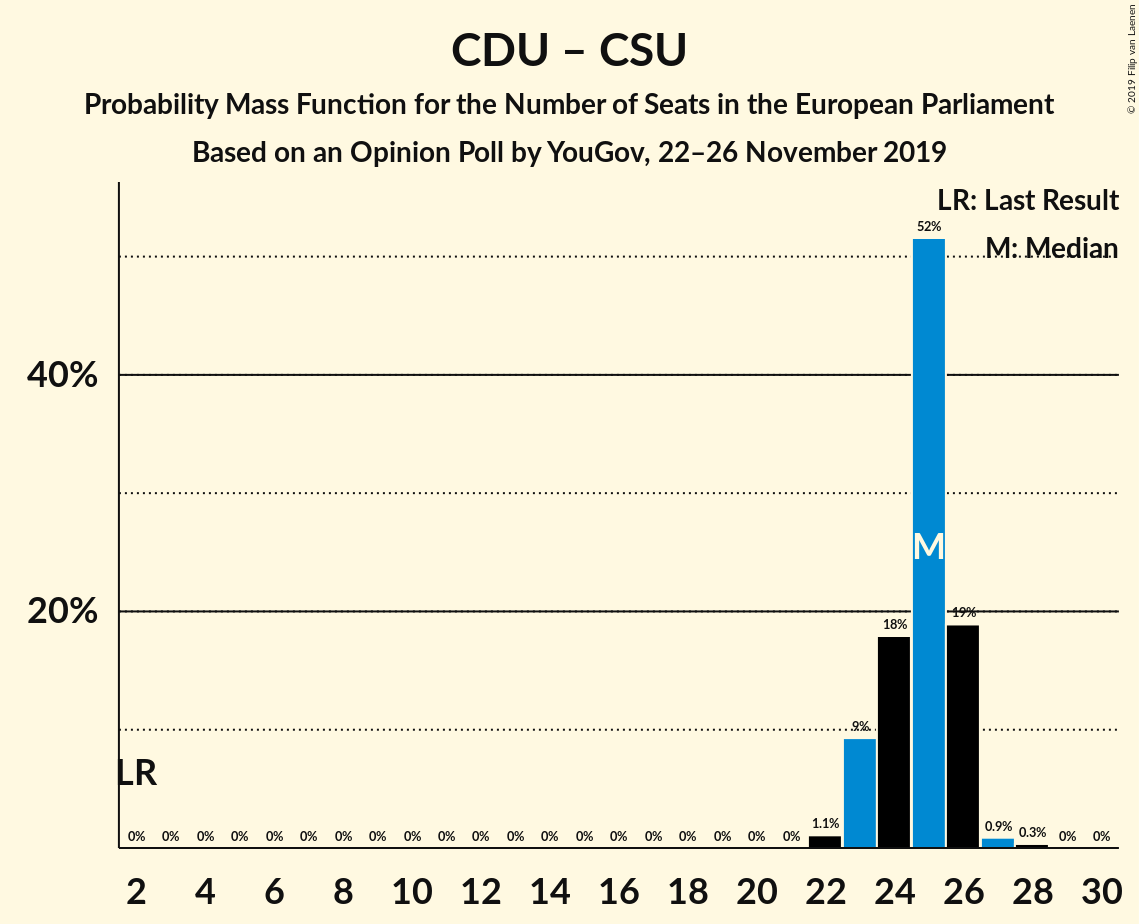 CDU – CSU
Probability Mass Function for the Number of Seats in the European Parliament
Based on an Opinion Poll by YouGov, 22–26 November 2019
© 2019 Filip van Laenen
LR: Last Result
M: Median
52%
40%
M
20%
19%
18%
9%
LR
0% 0% 0% 0% 0% 0% 0% 0% 0% 0% 0% 0% 0% 0% 0% 0% 0% 0% 0% 0% 1.1% 0.9% 0.3% 0% 0%
2 4 6 8 10 12 14 16 18 20 22 24 26 28 30